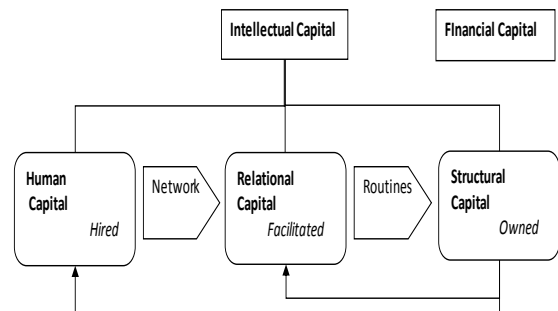 Intellectual Capital
FInancial Capital
Human
Capital
Hired
Network
Relational
Capital
Facilitated
Routines
Structural
Capital
Owned